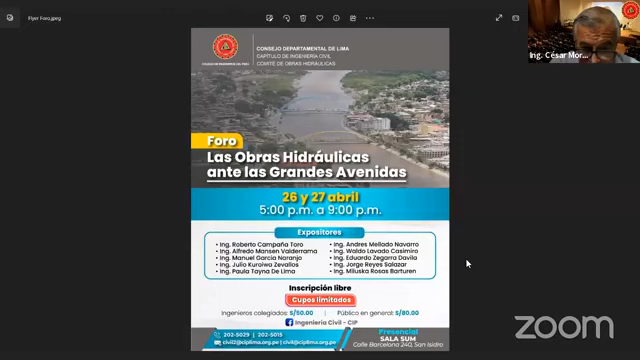 Flyer Foro.jpeg
Ing. César Mor...
COLEGIO DE INGENIEROS DEL PERÚ
CONSEJO DEPARTAMENTAL DE LIMA
CAPÍTULO DE INGENIERÍA CIVIL
COMITÉ DE OBRAS HIDRÁULICAS
Foro
Las Obras Hidráulicas
ante las Grandes Avenidas
26 y 27 abril
5:00 p.m. a 9:00 p.m.
Expositores
• Ing. Roberto Campaña Toro
• Ing. Alfredo Mansen Valderrama
• Ing. Manuel García Naranjo
• Ing. Julio Kuroiwa Zevallos
• Ing. Paula Tayna De Lima
• Ing. Andres Mellado Navarro
• Ing. Waldo Lavado Casimiro
• Ing. Eduardo Zegarra Davila
• Ing. Jorge Reyes Salazar
• Ing. Miluska Rosas Barturen
Inscripción libre
Cupos limitados
Ingenieros colegiados: S/50.00 | Público en general: S/80.00
Ingeniería Civil - CIP
202-5029 | 202-5015
civil2@ciplima.org.pe | civil@ciplima.org.pe
Presencial
SALA SUM
Calle Barcelona 240, San Isidro
zoom